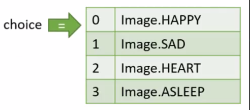 choice = 0 Image.HAPPY
1 Image.SAD
2 Image.HEART
3 Image.ASLEEP